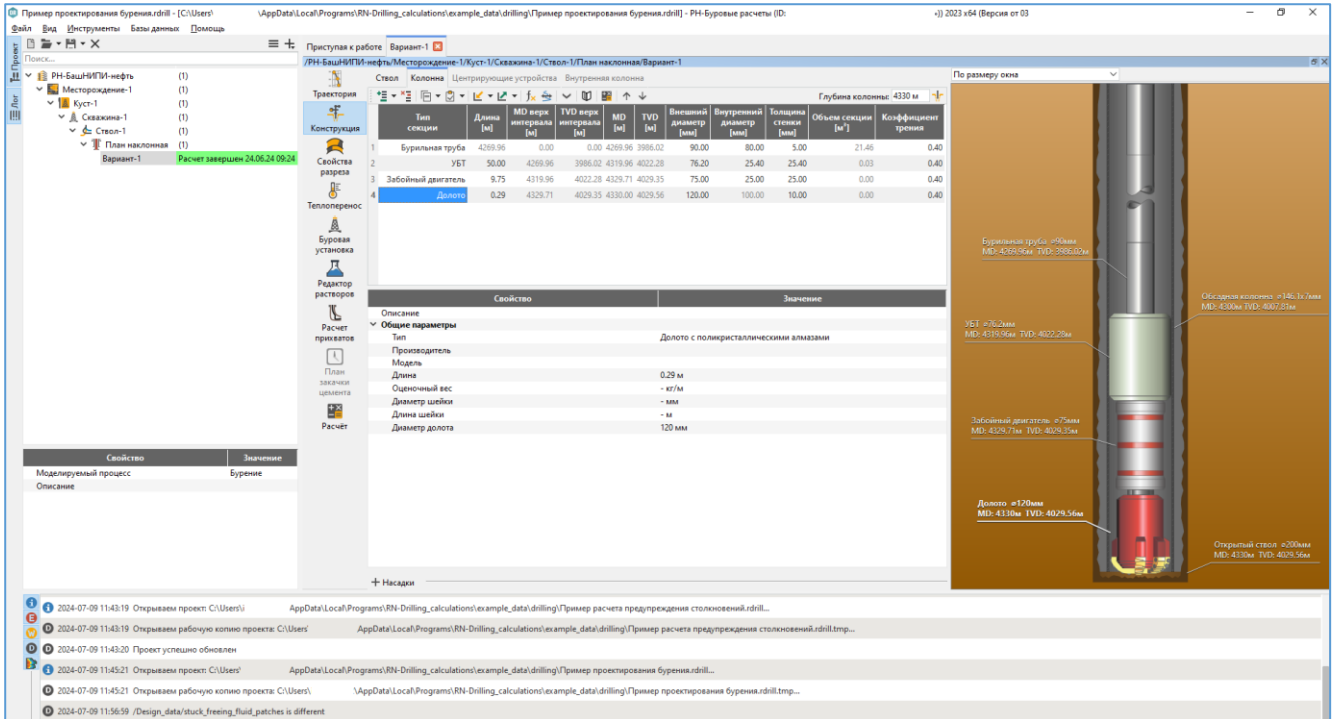 Пример проектирования бурения.rdrill - [C:\Users\ \AppData\Local\Programs\RN-Drilling_calculations\example_data\drilling\Пример проектирования бурения.rdrill] - РН-Буровые расчеты (ID: -)) 2023 x64 (Версия от 03
Файл Вид Инструменты Базы данных Помощь
Проект
Лог
Поиск...
РН-БашНИПИ-нефть (1)
Месторождение-1 (1)
Куст-1 (1)
Скважина-1 (1)
Ствол-1 (1)
План наклонная (1)
Вариант-1 Расчет завершен 24.06.24 09:24
Свойство Значение
Моделируемый процесс Бурение
Описание
Приступая к работе Вариант-1
/РН-БашНИПИ-нефть/Месторождение-1/Куст-1/Скважина-1/Ствол-1/План наклонная/Вариант-1
Траектория
Конструкция
Свойства
разреза
Теплоперенос
Буровая
установка
Редактор
растворов
Расчет
прихватов
План
закачки
цемента
Расчёт
Ствол Колонна Центрирующие устройства Внутренняя колонна
Глубина колонны: 4330 м
Тип секции Длина [м] MD верх интервала [м] TVD верх интервала [м] MD [м] TVD [м] Внешний диаметр [мм] Внутренний диаметр [мм] Толщина стенки [мм] Объем секции [м³] Коэффициент трения
1 Бурильная труба 4269.96 0.00 0.00 4269.96 3986.02 90.00 80.00 5.00 21.46 0.40
2 УБТ 50.00 4269.96 3986.02 4319.96 4022.28 76.20 25.40 25.40 0.03 0.40
3 Забойный двигатель 9.75 4319.96 4022.28 4329.71 4029.35 75.00 25.00 25.00 0.00 0.40
4 Долото 0.29 4329.71 4029.35 4330.00 4029.56 120.00 100.00 10.00 0.00 0.40
Свойство Значение
Описание
Общие параметры
Тип Долото с поликристаллическими алмазами
Производитель
Модель
Длина 0.29 м
Оценочный вес - кг/м
Диаметр шейки - мм
Длина шейки - м
Диаметр долота 120 мм
Насадки
По размеру окна
Бурильная труба ⌀90мм
MD: 4269.96м TVD: 3986.02м
Обсадная колонна ⌀146.1x7мм
MD: 4300м TVD: 4007.81м
УБТ ⌀76.2мм
MD: 4319.96м TVD: 4022.28м
Забойный двигатель ⌀75мм
MD: 4329.71м TVD: 4029.35м
Долото ⌀120мм
MD: 4330м TVD: 4029.56м
Открытый ствол ⌀200мм
MD: 4330м TVD: 4029.56м
2024-07-09 11:43:19 Открываем проект: C:\Users\i AppData\Local\Programs\RN-Drilling_calculations\example_data\drilling\Пример расчета предупреждения столкновений.rdrill...
2024-07-09 11:43:19 Открываем рабочую копию проекта: C:\Users\ AppData\Local\Programs\RN-Drilling_calculations\example_data\drilling\Пример расчета предупреждения столкновений.rdrill.tmp...
2024-07-09 11:43:20 Проект успешно обновлен
2024-07-09 11:45:21 Открываем проект: C:\Users\ AppData\Local\Programs\RN-Drilling_calculations\example_data\drilling\Пример проектирования бурения.rdrill...
2024-07-09 11:45:21 Открываем рабочую копию проекта: C:\Users\ \AppData\Local\Programs\RN-Drilling_calculations\example_data\drilling\Пример проектирования бурения.rdrill.tmp...
2024-07-09 11:56:59 /Design_data/stuck_freeing_fluid_patches is different